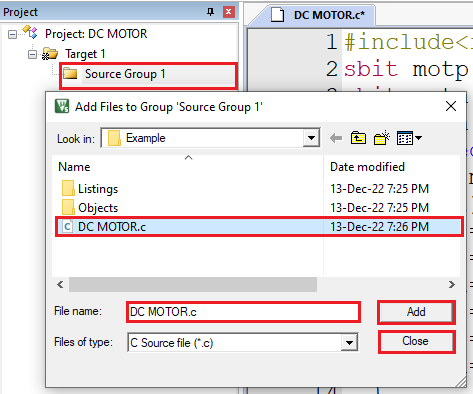 Project
DC MOTOR.c*
Project: DC MOTOR
Target 1
Source Group 1
1 #include<
2 sbit motp
Add Files to Group 'Source Group 1'
Look in: Example
Name Date modified
Listings 13-Dec-22 7:25 PM
Objects 13-Dec-22 7:25 PM
DC MOTOR.c 13-Dec-22 7:26 PM
File name: DC MOTOR.c Add
Files of type: C Source file (*.c) Close